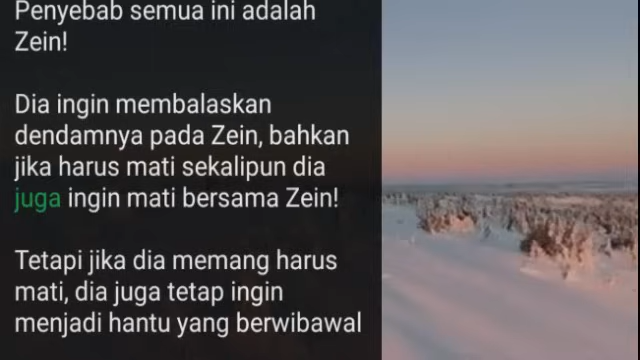 Penyebab semua ini adalah
Zein!
Dia ingin membalaskan
dendamnya pada Zein, bahkan
jika harus mati sekalipun dia
juga ingin mati bersama Zein!
Tetapi jika dia memang harus
mati, dia juga tetap ingin
menjadi hantu yang berwibawal